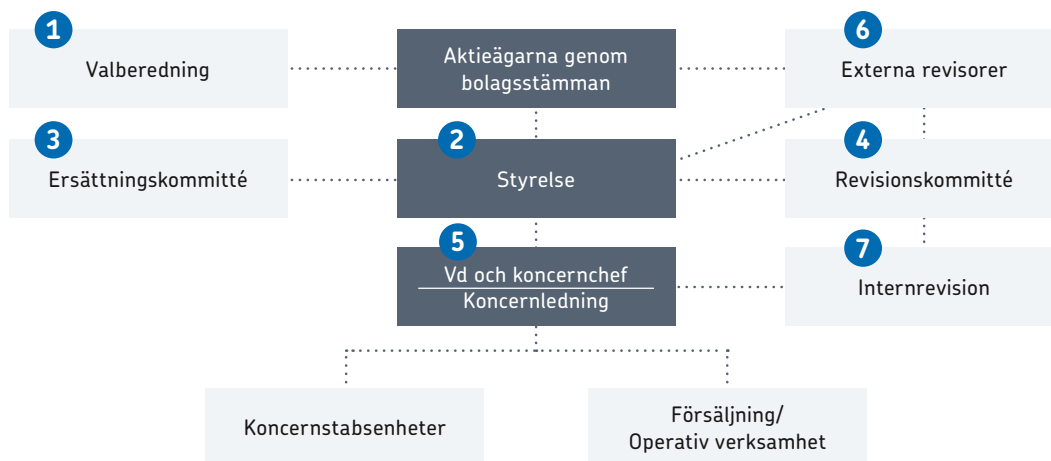 1
Valberedning
Aktieägarna genom
bolagsstämman
6
Externa revisorer
3
Ersättningskommitté
2
Styrelse
4
Revisionskommitté
5
Vd och koncernchef
Koncernledning
7
Internrevision
Koncernstabsenheter
Försäljning/
Operativ verksamhet